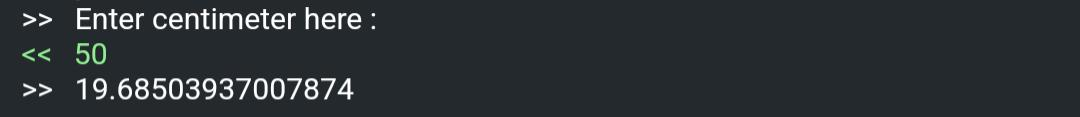 >> Enter centimeter here :
<< 50
>> 19.68503937007874